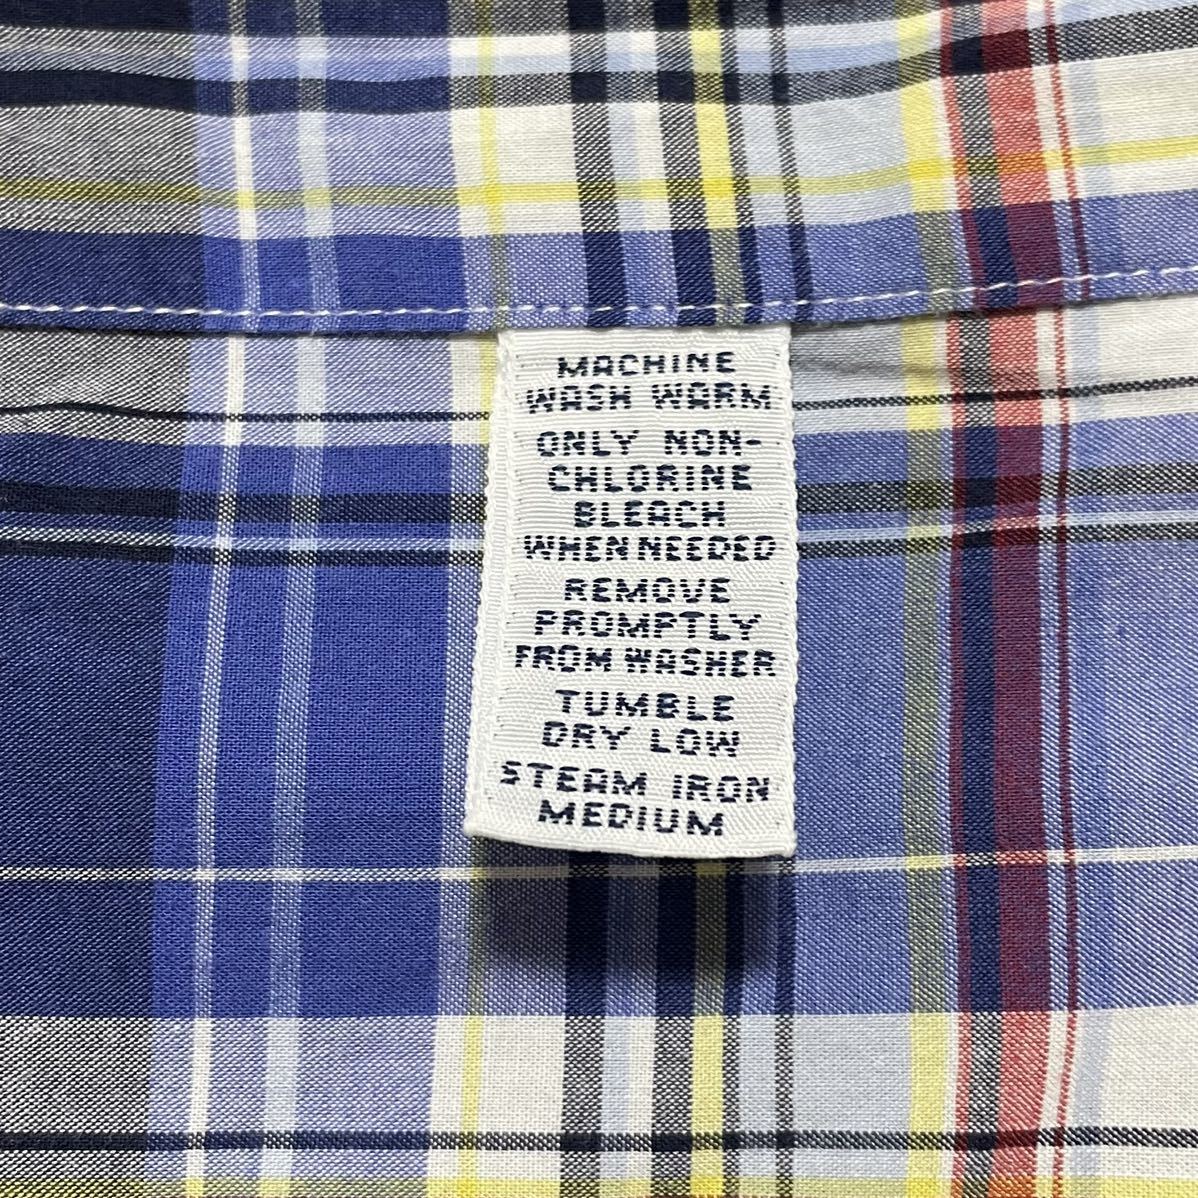 MACHINE
WASH WARM
ONLY NON-
CHLORINE
BLEACH
WHEN NEEDED
REMOVE
PROMPTLY
FROM WASHER
TUMBLE
DRY LOW
STEAM IRON
MEDIUM